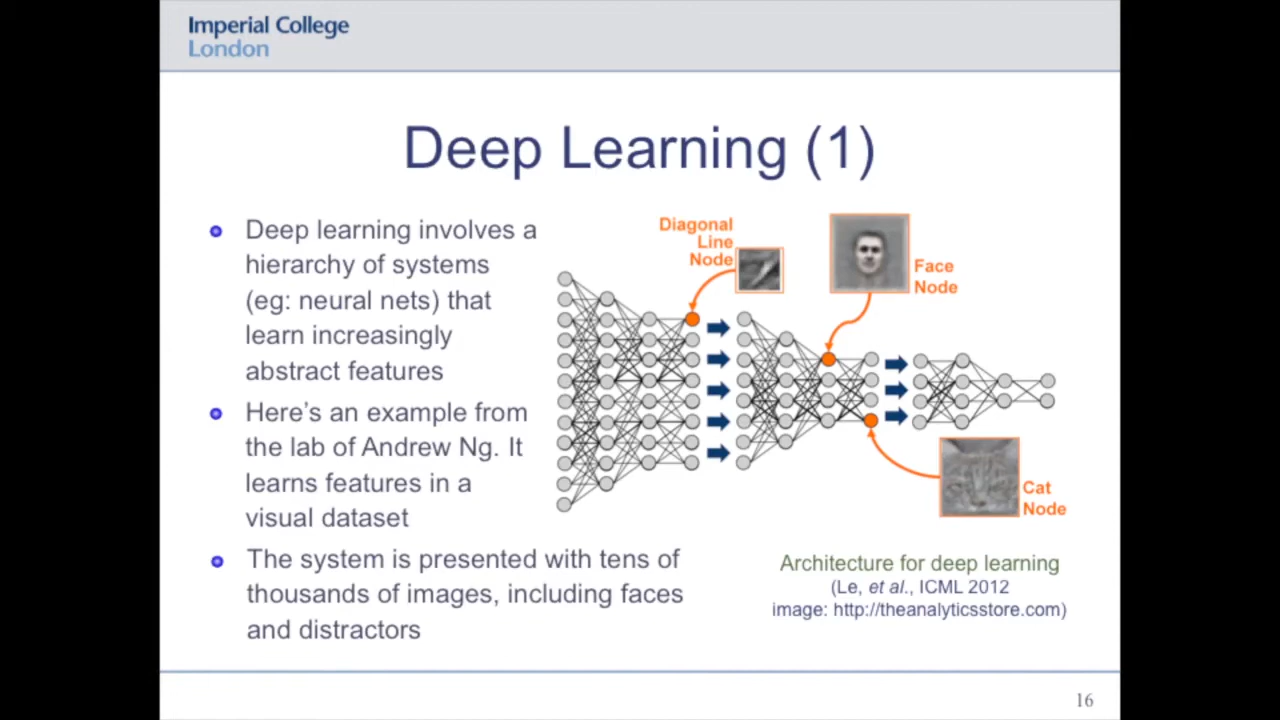 Imperial College
London
Deep Learning (1)
Deep learning involves a
hierarchy of systems
(eg: neural nets) that
learn increasingly
abstract features
Here's an example from
the lab of Andrew Ng. It
learns features in a
visual dataset
The system is presented with tens of
thousands of images, including faces
and distractors
Diagonal
Line
Node
Face
Node
Cat
Node
Architecture for deep learning
(Le, et al., ICML 2012
image: http://theanalyticsstore.com)
16